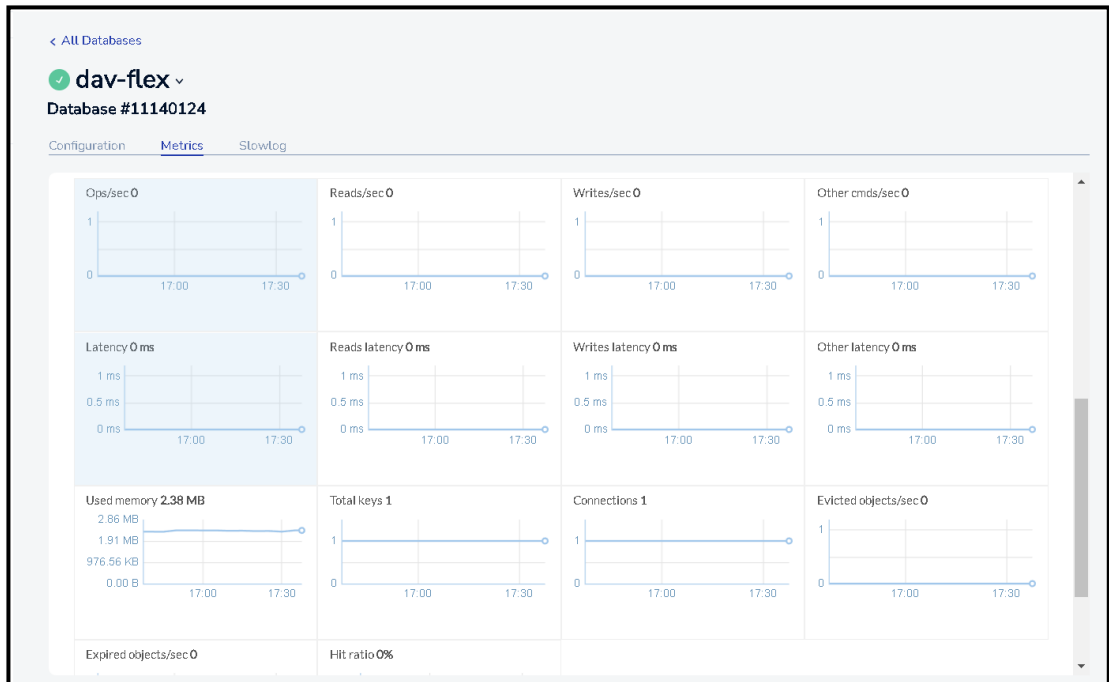 All Databases
dav-flex
Database #11140124
Configuration Metrics Slowlog
Ops/sec 0 Reads/sec 0 Writes/sec 0 Other cmds/sec 0
1 1 1 1
0 0 0 0
17:00 17:30 17:00 17:30 17:00 17:30 17:00 17:30
Latency 0 ms Reads latency 0 ms Writes latency 0 ms Other latency 0 ms
1 ms 1 ms 1 ms 1 ms
0.5 ms 0.5 ms 0.5 ms 0.5 ms
0 ms 0 ms 0 ms 0 ms
17:00 17:30 17:00 17:30 17:00 17:30 17:00 17:30
Used memory 2.38 MB Total keys 1 Connections 1 Evicted objects/sec 0
2.86 MB
1
1.91 MB 1 1
976.56 KB
0.00 B 0 0 0
17:00 17:30 17:00 17:30 17:00 17:30 17:00 17:30
Expired objects/sec 0 Hit ratio 0%